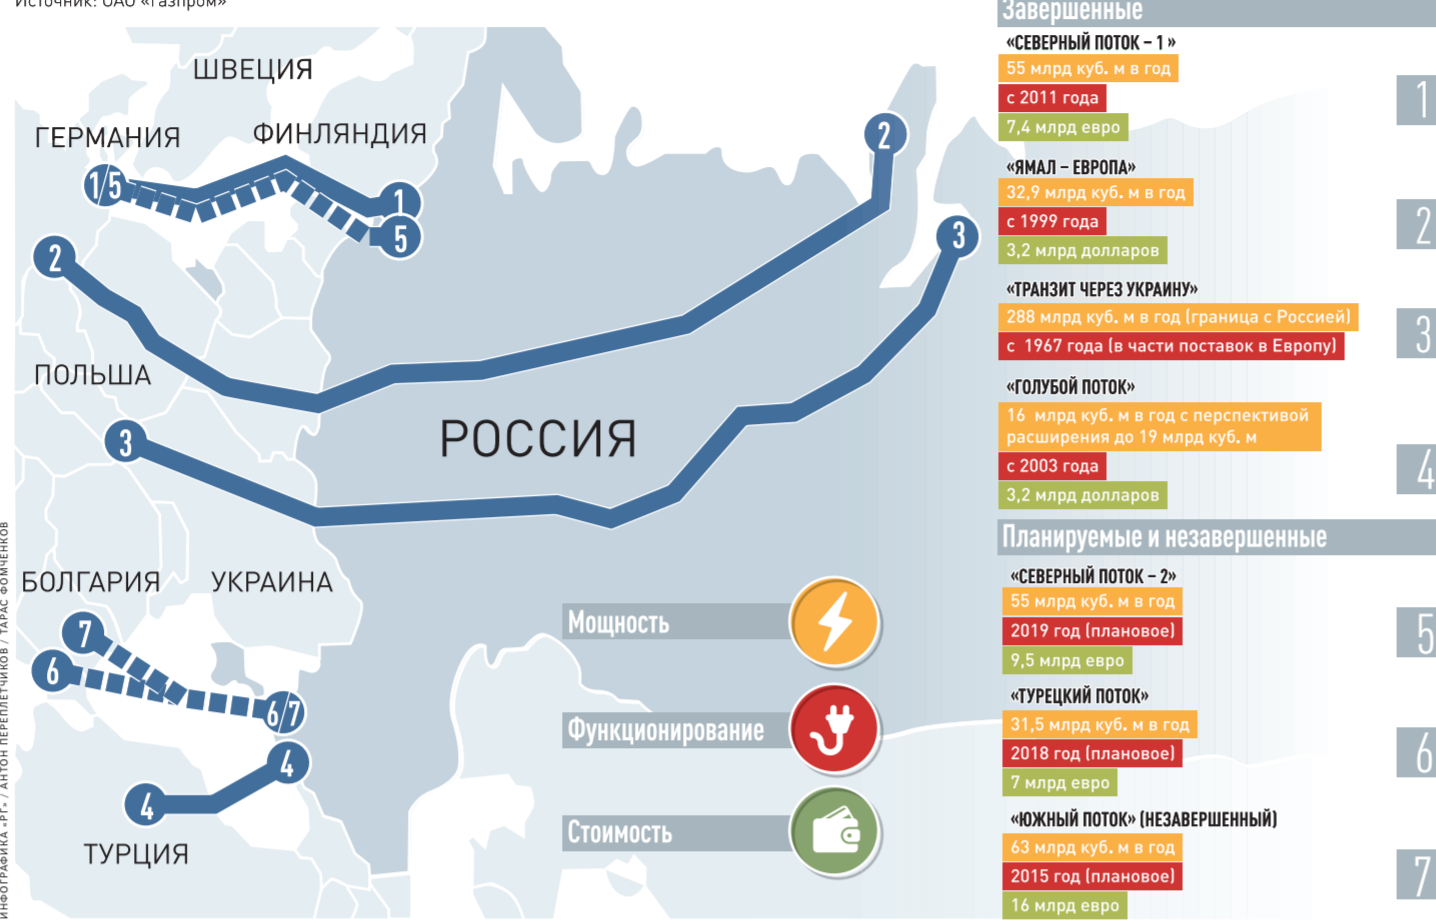 Источник: ОАО «Газпром»
ШВЕЦИЯ
ГЕРМАНИЯ
ФИНЛЯНДИЯ
1/5
1
5
2
2
3
3
ПОЛЬША
РОССИЯ
БОЛГАРИЯ
УКРАИНА
7
6
6/7
4
4
ТУРЦИЯ
Мощность
Функционирование
Стоимость
Завершенные
«СЕВЕРНЫЙ ПОТОК – 1 »
55 млрд куб. м в год
с 2011 года
7,4 млрд евро
1
«ЯМАЛ – ЕВРОПА»
32,9 млрд куб. м в год
с 1999 года
3,2 млрд долларов
2
«ТРАНЗИТ ЧЕРЕЗ УКРАИНУ»
288 млрд куб. м в год (граница с Россией)
с 1967 года (в части поставок в Европу)
3
«ГОЛУБОЙ ПОТОК»
16 млрд куб. м в год с перспективой
расширения до 19 млрд куб. м
с 2003 года
3,2 млрд долларов
4
Планируемые и незавершенные
«СЕВЕРНЫЙ ПОТОК – 2»
55 млрд куб. м в год
2019 год (плановое)
9,5 млрд евро
5
«ТУРЕЦКИЙ ПОТОК»
31,5 млрд куб. м в год
2018 год (плановое)
7 млрд евро
6
«ЮЖНЫЙ ПОТОК» (НЕЗАВЕРШЕННЫЙ)
63 млрд куб. м в год
2015 год (плановое)
16 млрд евро
7
ИНФОГРАФИКА «РГ» / АНТОН ПЕРЕПЛЕТЧИКОВ / ТАРАС ФОМЧЕНКОВ